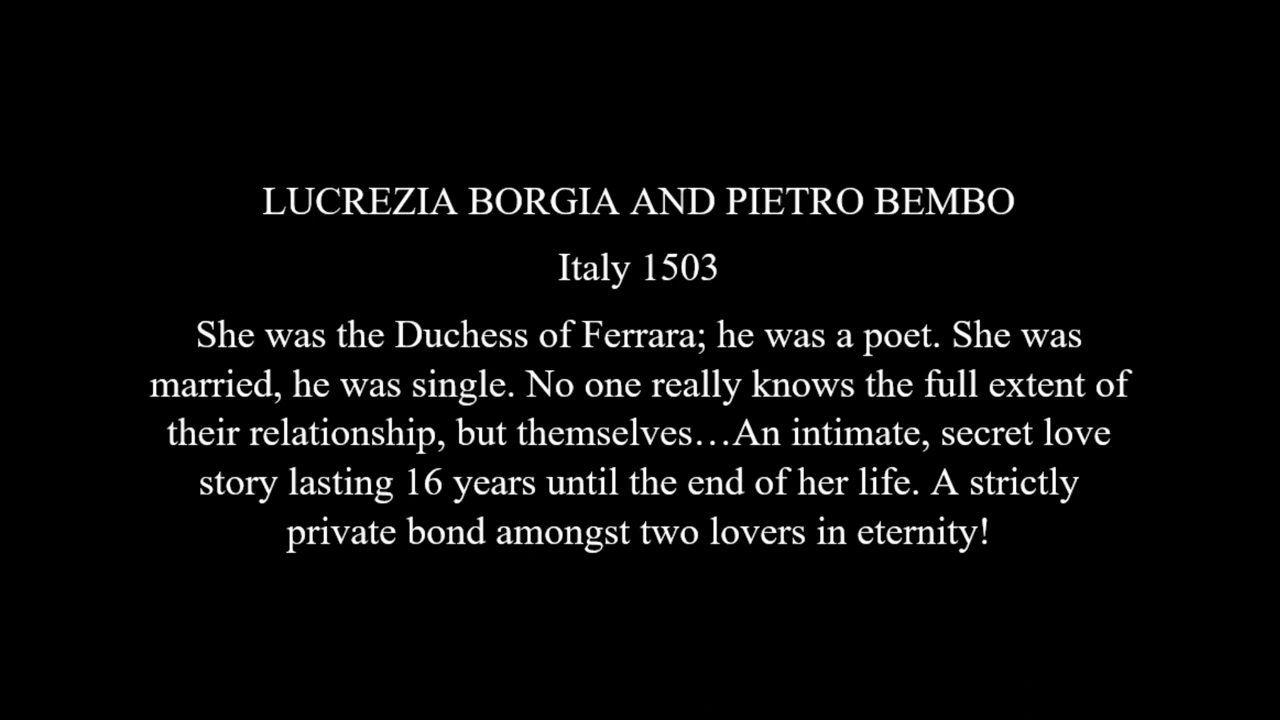 LUCREZIA BORGIA AND PIETRO BEMBO
Italy 1503
She was the Duchess of Ferrara; he was a poet. She was
married, he was single. No one really knows the full extent of
their relationship, but themselves…An intimate, secret love
story lasting 16 years until the end of her life. A strictly
private bond amongst two lovers in eternity!